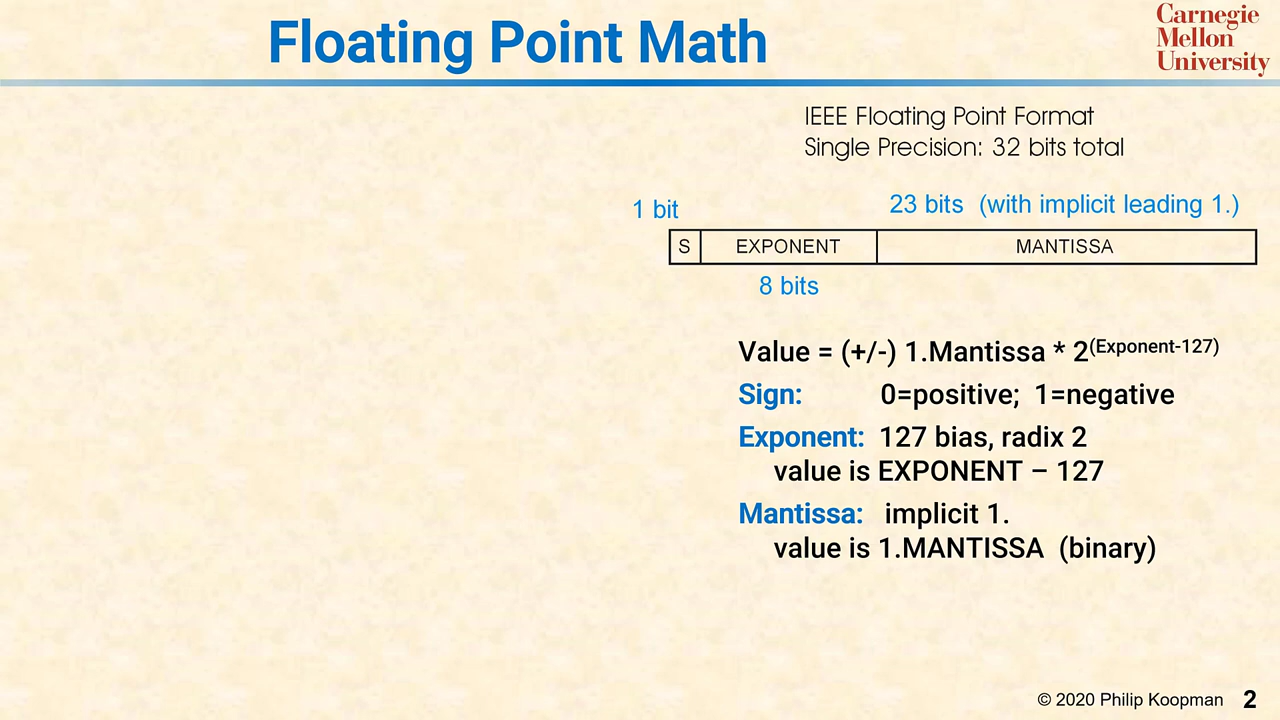 Floating Point Math
Carnegie
Mellon
University
IEEE Floating Point Format
Single Precision: 32 bits total
1 bit
23 bits (with implicit leading 1.)
S EXPONENT MANTISSA
8 bits
Value = (+/-) 1.Mantissa * 2(Exponent-127)
Sign: 0=positive; 1=negative
Exponent: 127 bias, radix 2
value is EXPONENT – 127
Mantissa: implicit 1.
value is 1.MANTISSA (binary)
© 2020 Philip Koopman 2